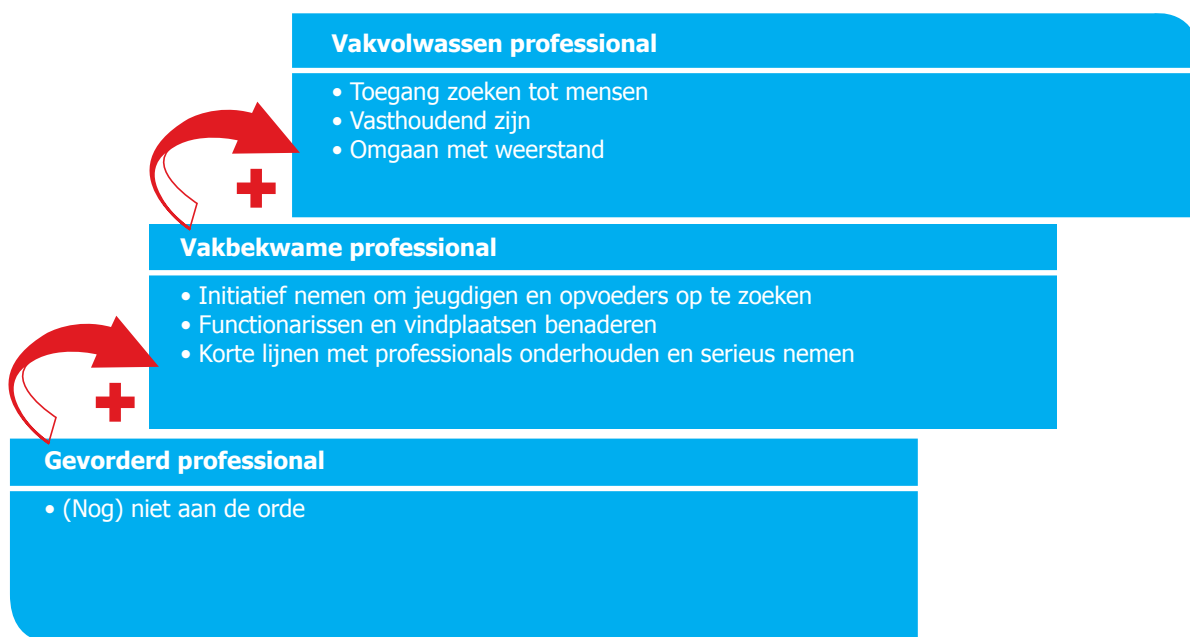 Vakvolwassen professional
• Toegang zoeken tot mensen
• Vasthoudend zijn
• Omgaan met weerstand
Vakbekwame professional
• Initiatief nemen om jeugdigen en opvoeders op te zoeken
• Functionarissen en vindplaatsen benaderen
• Korte lijnen met professionals onderhouden en serieus nemen
Gevorderd professional
• (Nog) niet aan de orde